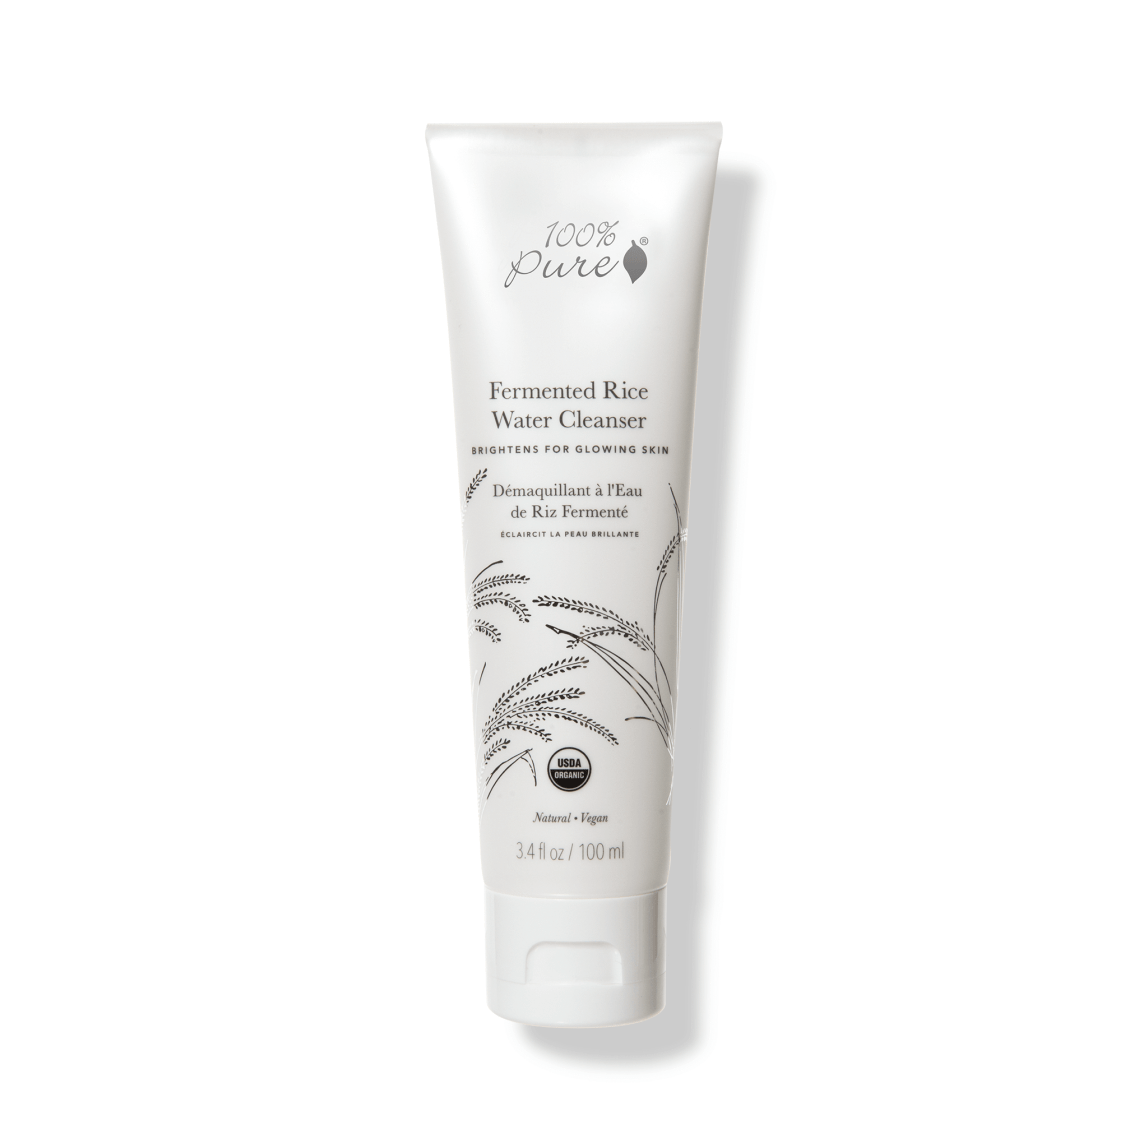 100%
Pure®
Fermented Rice
Water Cleanser
BRIGHTENS FOR GLOWING SKIN
Démaquillant à l'Eau
de Riz Fermenté
ÉCLAIRCIT LA PEAU BRILLANTE
USDA
ORGANIC
Natural • Vegan
3.4 fl oz / 100 ml